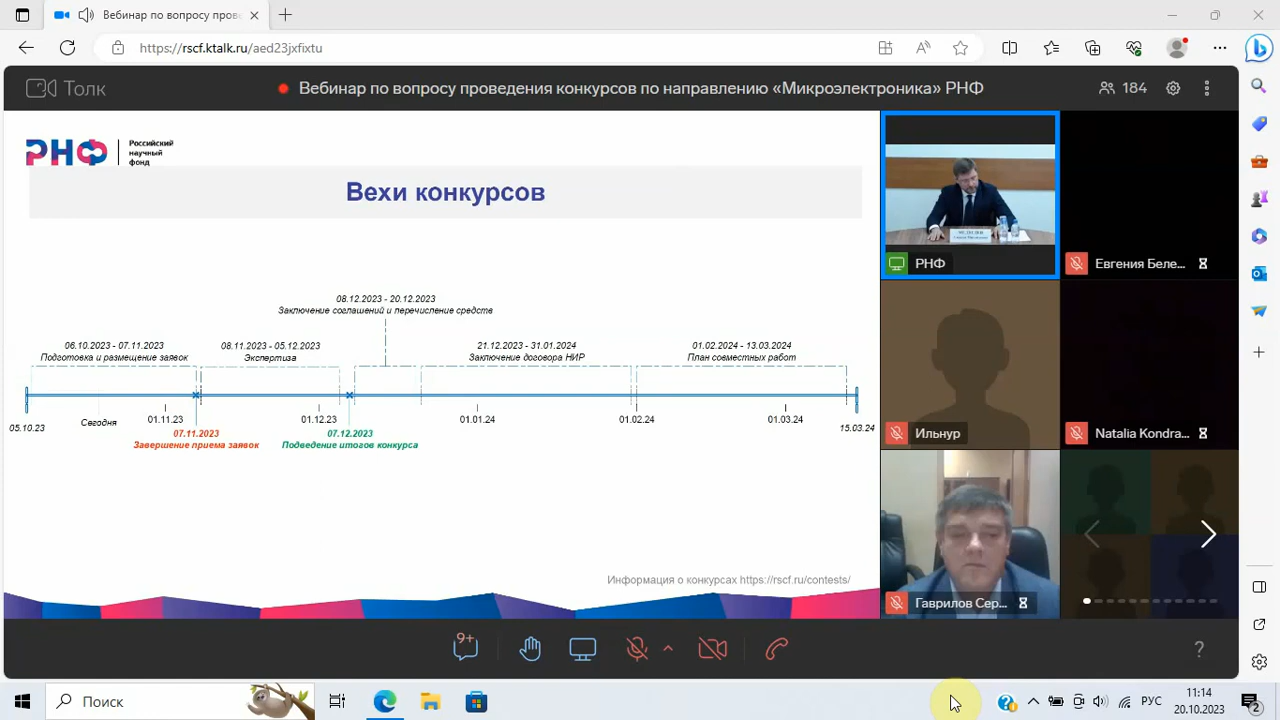 Вебинар по вопросу прове
https://rscf.ktalk.ru/aed23jxfixtu
Толк
Вебинар по вопросу проведения конкурсов по направлению «Микроэлектроника» РНФ
184
РНФ
Российский
научный
фонд
Вехи конкурсов
08.12.2023 - 20.12.2023
Заключение соглашений и перечисление средств
06.10.2023 - 07.11.2023
Подготовка и размещение заявок
08.11.2023 - 05.12.2023
Экспертиза
21.12.2023 - 31.01.2024
Заключение договора НИР
01.02.2024 - 13.03.2024
План совместных работ
05.10.23
Сегодня
01.11.23
01.12.23
01.01.24
01.02.24
01.03.24
15.03.24
07.11.2023
Завершение приема заявок
07.12.2023
Подведение итогов конкурса
Информация о конкурсах https://rscf.ru/contests/
РНФ
Евгения Беле...
Ильнур
Natalia Kondra...
Гаврилов Сер...
9+
?
Поиск
РУС
11:14
20.10.2023
2